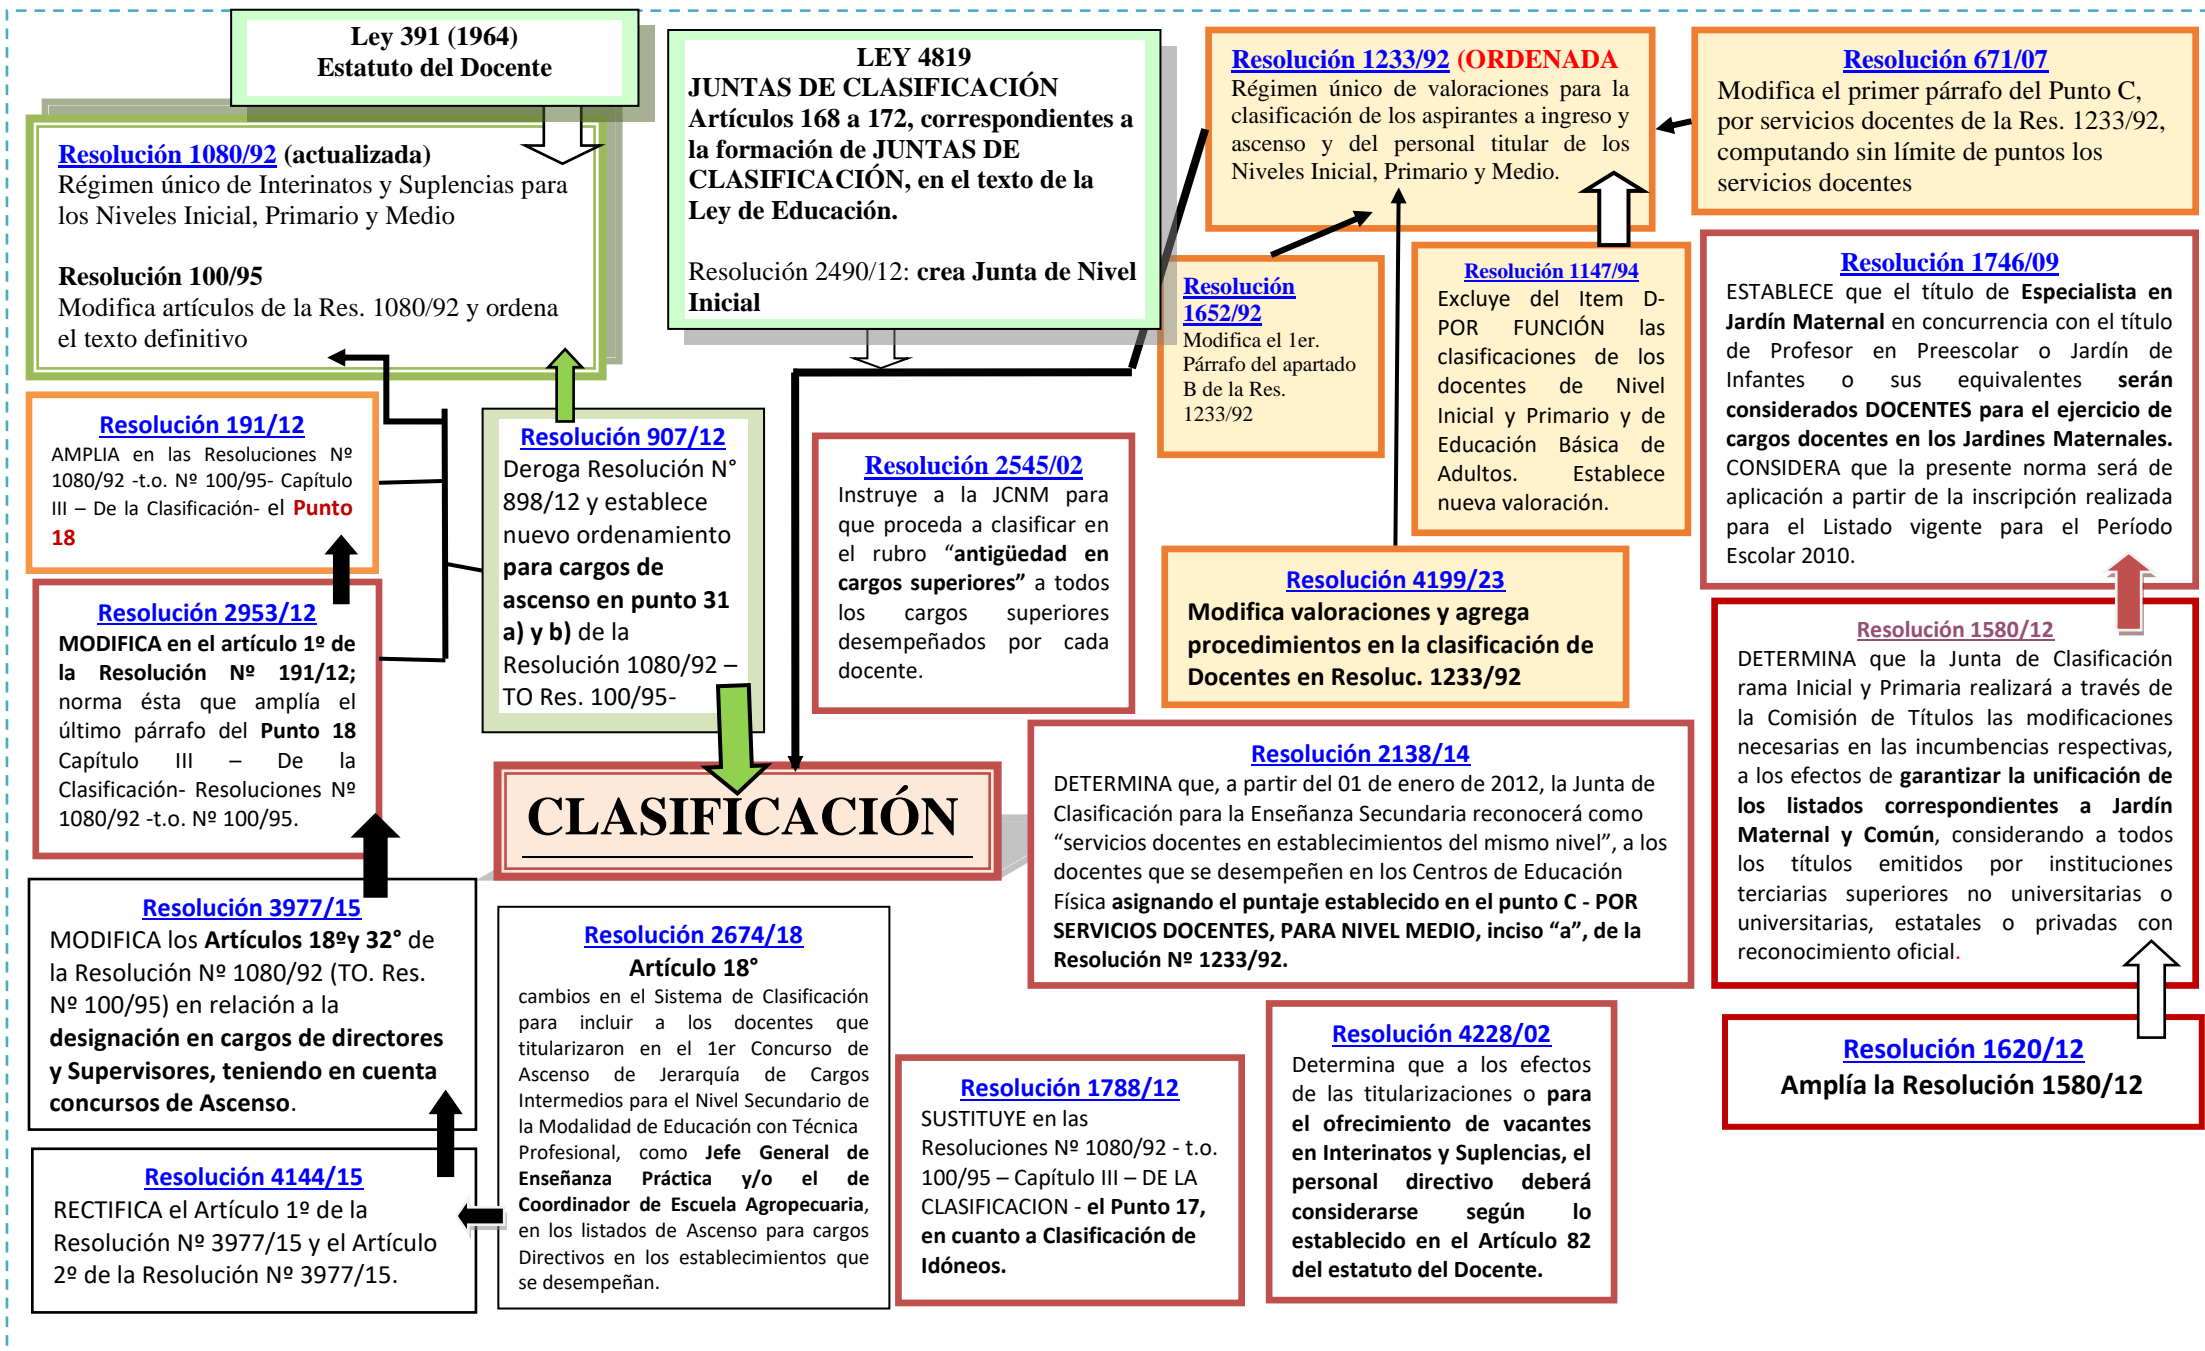 Ley 391 (1964)
Estatuto del Docente
Resolución 1080/92 (actualizada)
Régimen único de Interinatos y Suplencias para
los Niveles Inicial, Primario y Medio
Resolución 100/95
Modifica artículos de la Res. 1080/92 y ordena
el texto definitivo
LEY 4819
JUNTAS DE CLASIFICACIÓN
Artículos 168 a 172, correspondientes a
la formación de JUNTAS DE
CLASIFICACIÓN, en el texto de la
Ley de Educación.
Resolución 2490/12: crea Junta de Nivel
Inicial
Resolución 1233/92 (ORDENADA
Régimen único de valoraciones para la
clasificación de los aspirantes a ingreso y
ascenso y del personal titular de los
Niveles Inicial, Primario y Medio.
Resolución 671/07
Modifica el primer párrafo del Punto C,
por servicios docentes de la Res. 1233/92,
computando sin límite de puntos los
servicios docentes
Resolución
1652/92
Modifica el 1er.
Párrafo del apartado
B de la Res.
1233/92
Resolución 1147/94
Excluye del Item D-
POR FUNCIÓN las
clasificaciones de los
docentes de Nivel
Inicial y Primario y de
Educación Básica de
Adultos. Establece
nueva valoración.
Resolución 1746/09
ESTABLECE que el título de Especialista en
Jardín Maternal en concurrencia con el título
de Profesor en Preescolar o Jardín de
Infantes o sus equivalentes serán
considerados DOCENTES para el ejercicio de
cargos docentes en los Jardines Maternales.
CONSIDERA que la presente norma será de
aplicación a partir de la inscripción realizada
para el Listado vigente para el Período
Escolar 2010.
Resolución 191/12
AMPLIA en las Resoluciones Nº
1080/92 -t.o. Nº 100/95- Capítulo
III – De la Clasificación- el Punto
18
Resolución 907/12
Deroga Resolución N°
898/12 y establece
nuevo ordenamiento
para cargos de
ascenso en punto 31
a) y b) de la
Resolución 1080/92 –
TO Res. 100/95-
Resolución 2545/02
Instruye a la JCNM para
que proceda a clasificar en
el rubro “antigüedad en
cargos superiores” a todos
los cargos superiores
desempeñados por cada
docente.
Resolución 4199/23
Modifica valoraciones y agrega
procedimientos en la clasificación de
Docentes en Resoluc. 1233/92
Resolución 2953/12
MODIFICA en el artículo 1º de
la Resolución Nº 191/12;
norma ésta que amplía el
último párrafo del Punto 18
Capítulo III – De la
Clasificación- Resoluciones Nº
1080/92 -t.o. Nº 100/95.
Resolución 1580/12
DETERMINA que la Junta de Clasificación
rama Inicial y Primaria realizará a través de
la Comisión de Títulos las modificaciones
necesarias en las incumbencias respectivas,
a los efectos de garantizar la unificación de
los listados correspondientes a Jardín
Maternal y Común, considerando a todos
los títulos emitidos por instituciones
terciarias superiores no universitarias o
universitarias, estatales o privadas con
reconocimiento oficial.
CLASIFICACIÓN
Resolución 2138/14
DETERMINA que, a partir del 01 de enero de 2012, la Junta de
Clasificación para la Enseñanza Secundaria reconocerá como
“servicios docentes en establecimientos del mismo nivel”, a los
docentes que se desempeñen en los Centros de Educación
Física asignando el puntaje establecido en el punto C - POR
SERVICIOS DOCENTES, PARA NIVEL MEDIO, inciso “a”, de la
Resolución Nº 1233/92.
Resolución 3977/15
MODIFICA los Artículos 18ºy 32° de
la Resolución Nº 1080/92 (TO. Res.
Nº 100/95) en relación a la
designación en cargos de directores
y Supervisores, teniendo en cuenta
concursos de Ascenso.
Resolución 2674/18
Artículo 18°
cambios en el Sistema de Clasificación
para incluir a los docentes que
titularizaron en el 1er Concurso de
Ascenso de Jerarquía de Cargos
Intermedios para el Nivel Secundario de
la Modalidad de Educación con Técnica
Profesional, como Jefe General de
Enseñanza Práctica y/o el de
Coordinador de Escuela Agropecuaria,
en los listados de Ascenso para cargos
Directivos en los establecimientos que
se desempeñan.
Resolución 1788/12
SUSTITUYE en las
Resoluciones Nº 1080/92 - t.o.
100/95 – Capítulo III – DE LA
CLASIFICACION - el Punto 17,
en cuanto a Clasificación de
Idóneos.
Resolución 4228/02
Determina que a los efectos
de las titularizaciones o para
el ofrecimiento de vacantes
en Interinatos y Suplencias, el
personal directivo deberá
considerarse según lo
establecido en el Artículo 82
del estatuto del Docente.
Resolución 1620/12
Amplía la Resolución 1580/12
Resolución 4144/15
RECTIFICA el Artículo 1º de la
Resolución Nº 3977/15 y el Artículo
2º de la Resolución Nº 3977/15.